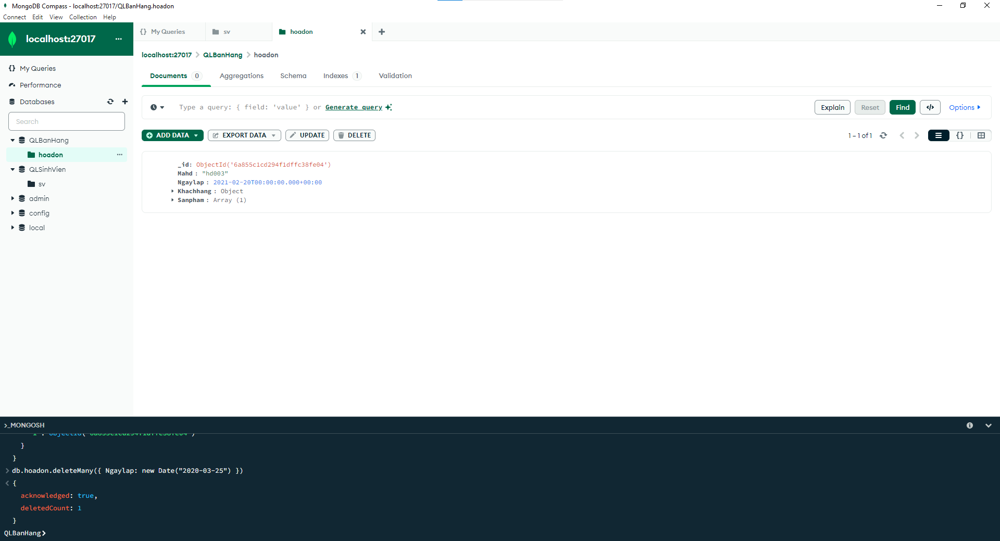 MongoDB Compass - localhost:27017/QLBanHang.hoadon
Connect Edit View Collection Help
localhost:27017 ...
My Queries
Performance
Databases
Search
QLBanHang
hoadon ...
QLSinhVien
sv
admin
config
local
{} My Queries
sv
hoadon
localhost:27017 > QLBanHang > hoadon
Documents 0 Aggregations Schema Indexes 1 Validation
Type a query: { field: 'value' } or Generate query
Explain Reset Find </> Options
ADD DATA EXPORT DATA UPDATE DELETE
1 – 1 of 1 {}
_id: ObjectId('6a855c1cd294f1dffc38fe04')
Mahd : "hd003"
Ngaylap : 2021-02-20T00:00:00.000+00:00
Khachhang : Object
Sanpham : Array (1)
>_MONGOSH
'1': ObjectId("6a855c1cd294f1dffc38fe04")
}
}
> db.hoadon.deleteMany({ Ngaylap: new Date("2020-03-25") })
< {
acknowledged: true,
deletedCount: 1
}
QLBanHang>